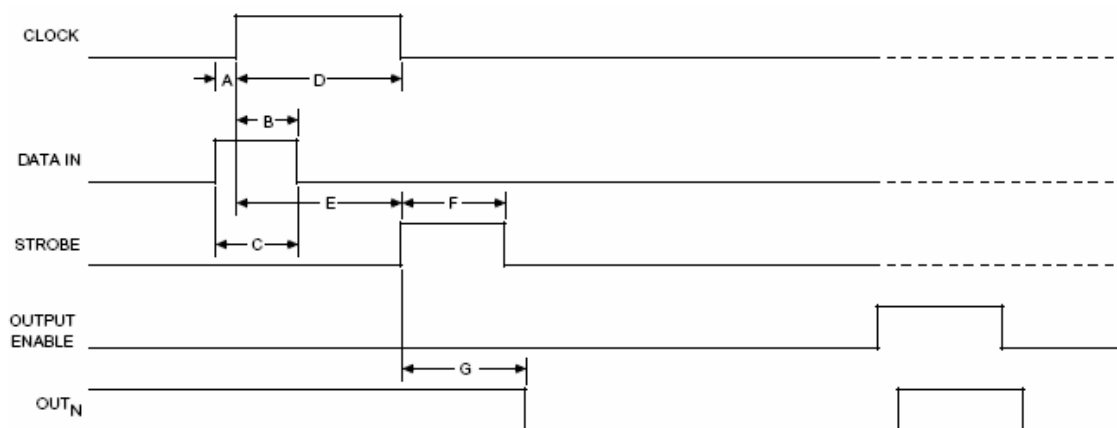 CLOCK
A D
B
DATA IN
E F
STROBE
C
OUTPUT
ENABLE
G
OUTN